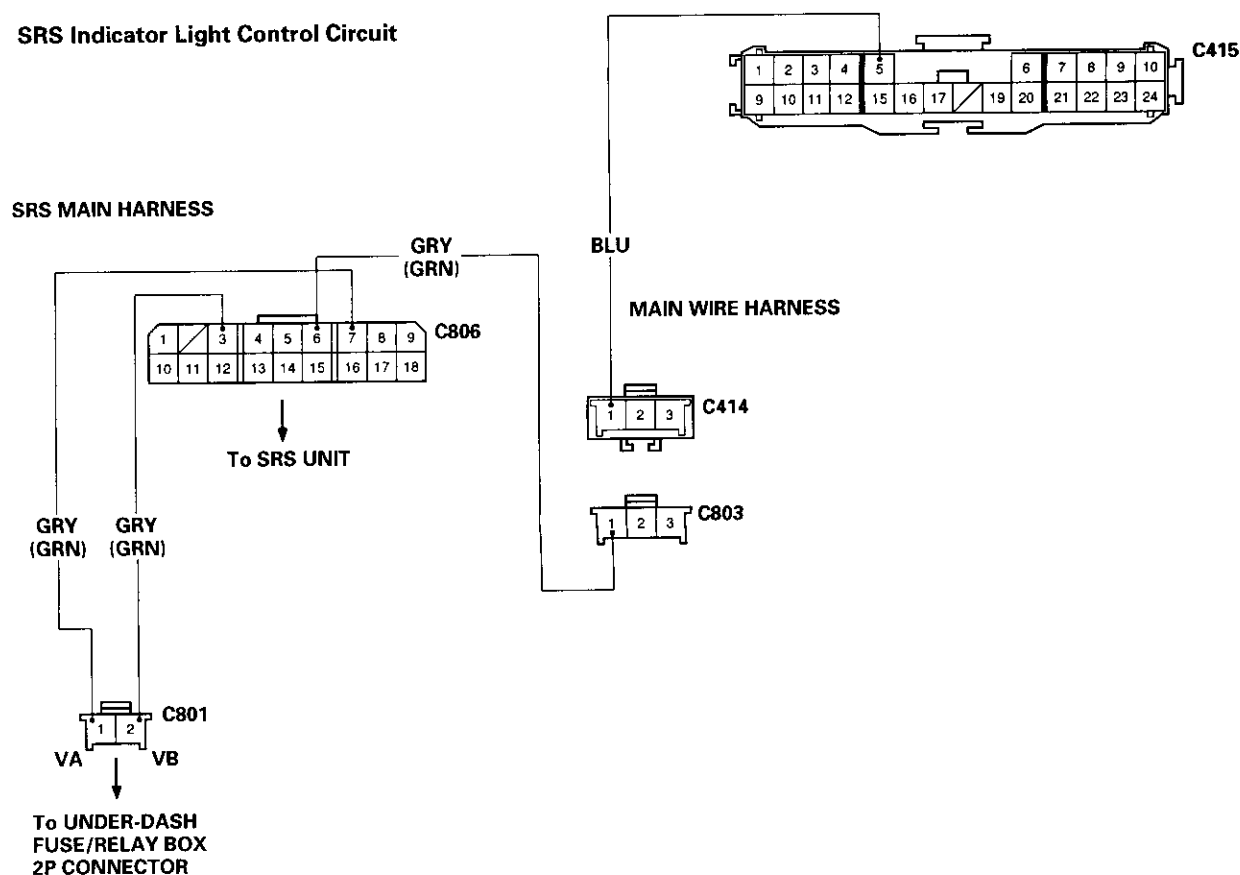 SRS Indicator Light Control Circuit
C415
1 2 3 4 5 6 7 8 9 10
9 10 11 12 15 16 17 19 20 21 22 23 24
SRS MAIN HARNESS
GRY
(GRN)
BLU
MAIN WIRE HARNESS
1 3 4 5 6 7 8 9
C806
10 11 12 13 14 15 16 17 18
To SRS UNIT
1 2 3
C414
1 2 3
C803
GRY
(GRN)
GRY
(GRN)
1 2
C801
VA
VB
To UNDER-DASH
FUSE/RELAY BOX
2P CONNECTOR